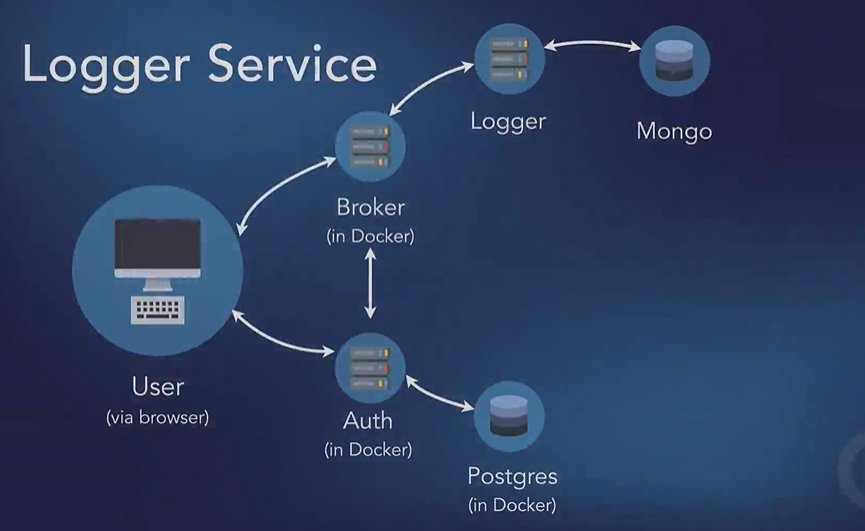 Logger Service
Logger
Mongo
Broker
(in Docker)
User
(via browser)
Auth
(in Docker)
Postgres
(in Docker)